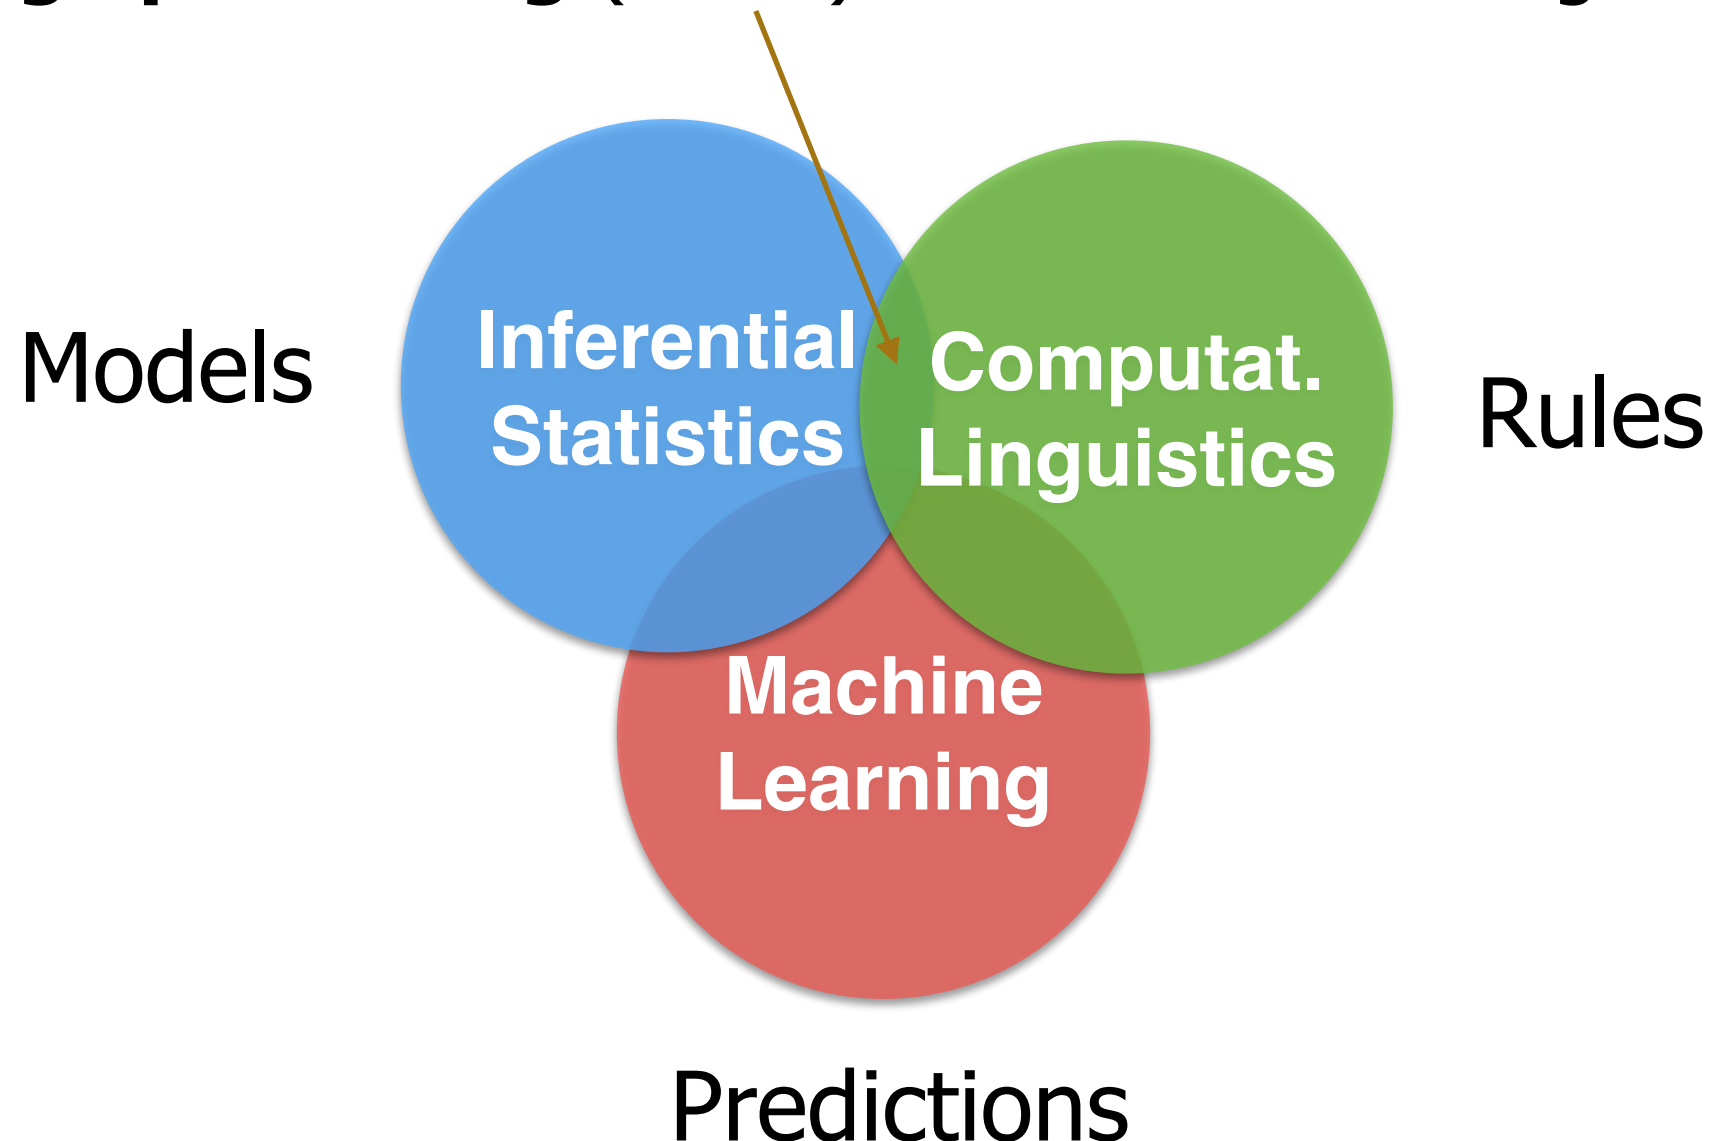 Models
Inferential
Statistics
Computat.
Linguistics
Rules
Machine
Learning
Predictions